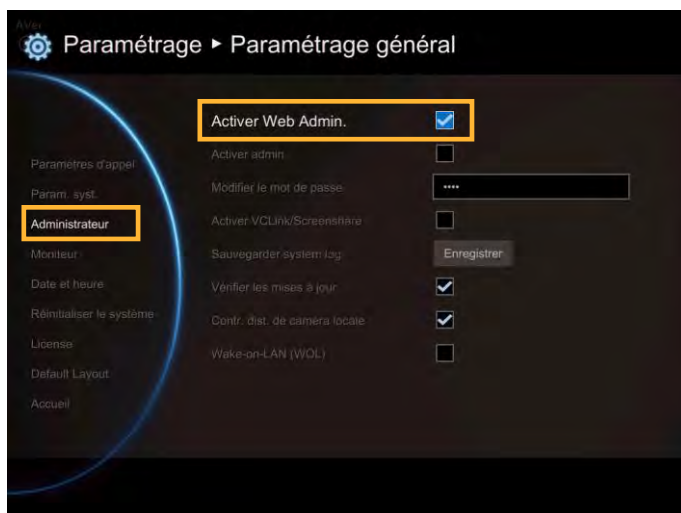 AVer
Paramétrage ► Paramétrage général
Activer Web Admin.
Activer admin
Modifier le mot de passe ••••
Activer VCLink/Screenshare
Sauvegarder system log Enregistrer
Vérifier les mises à jour
Contr. dist. de caméra locale
Wake-on-LAN (WOL)
Paramètres d'appel
Param. syst.
Administrateur
Moniteur
Date et heure
Réinitialiser le système
License
Default Layout
Accueil